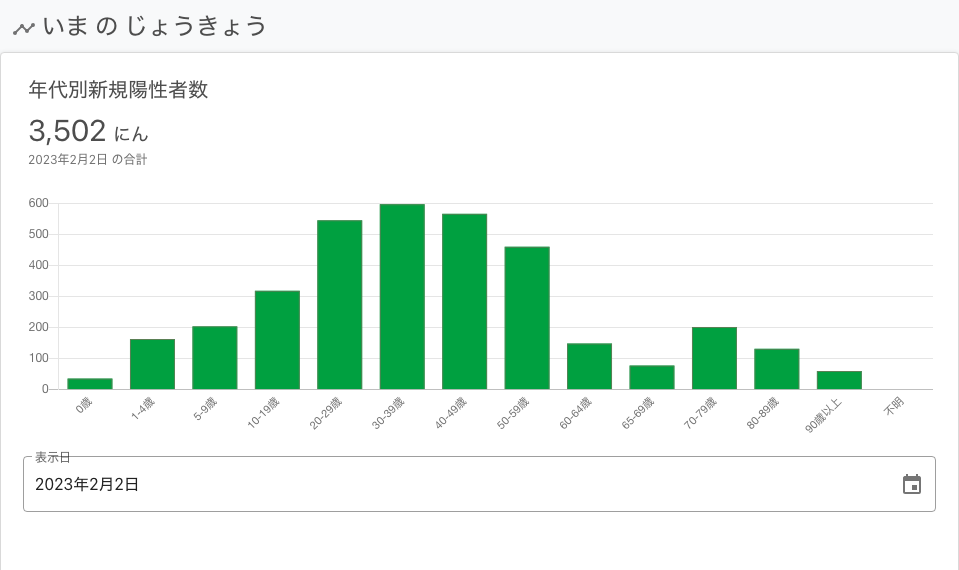 いま の じょうきょう
年代別新規陽性者数
3,502 にん
2023年2月2日 の合計
600
500
400
300
200
100
0
0歳
1-4歳
5-9歳
10-19歳
20-29歳
30-39歳
40-49歳
50-59歳
60-64歳
65-69歳
70-79歳
80-89歳
90歳以上
不明
表示日
2023年2月2日